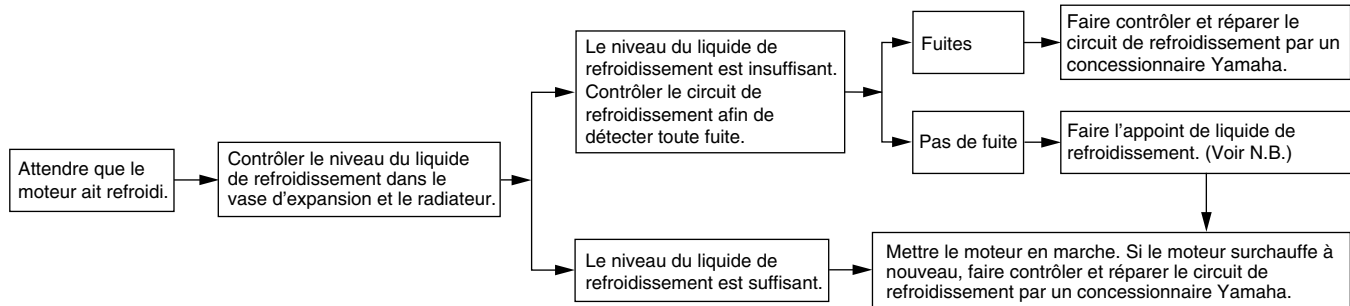 Attendre que le
moteur ait refroidi.
Contrôler le niveau du liquide
de refroidissement dans le
vase d'expansion et le radiateur.
Le niveau du liquide de
refroidissement est insuffisant.
Contrôler le circuit de
refroidissement afin de
détecter toute fuite.
Fuites
Faire contrôler et réparer le
circuit de refroidissement par un
concessionnaire Yamaha.
Pas de fuite
Faire l'appoint de liquide de
refroidissement. (Voir N.B.)
Le niveau du liquide de
refroidissement est suffisant.
Mettre le moteur en marche. Si le moteur surchauffe à
nouveau, faire contrôler et réparer le circuit de
refroidissement par un concessionnaire Yamaha.